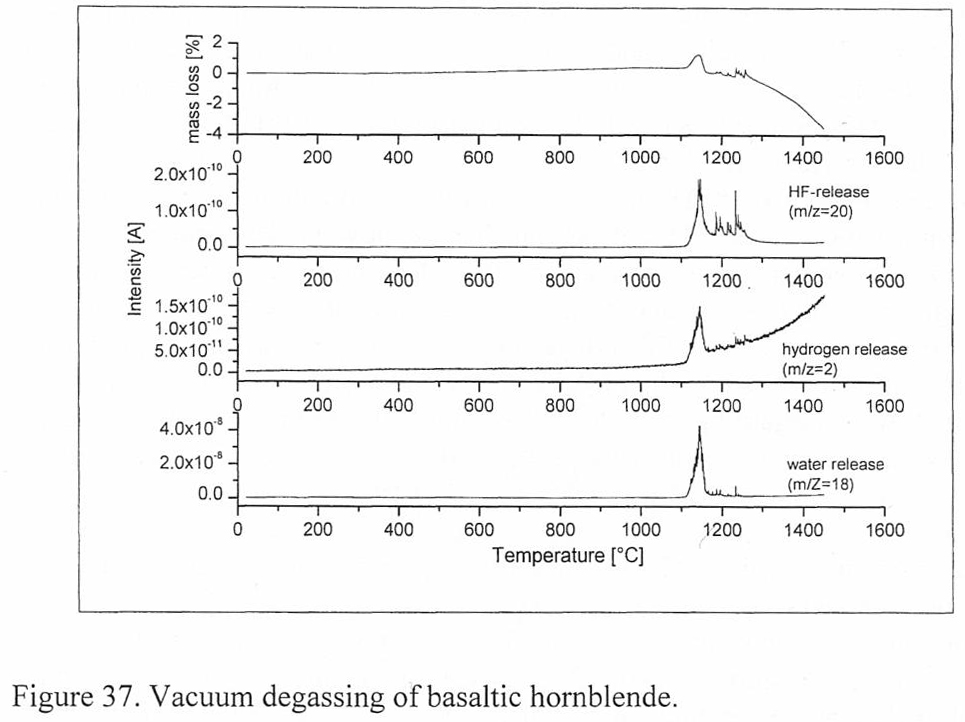 mass loss [%]
2
0
-2
-4
0 200 400 600 800 1000 1200 1400 1600
Intensity [A]
2.0x10⁻¹⁰
1.0x10⁻¹⁰
0.0
HF-release
(m/z=20)
0 200 400 600 800 1000 1200 1400 1600
1.5x10⁻¹⁰
1.0x10⁻¹⁰
5.0x10⁻¹¹
0.0
hydrogen release
(m/z=2)
0 200 400 600 800 1000 1200 1400 1600
4.0x10⁻⁸
2.0x10⁻⁸
0.0
water release
(m/Z=18)
0 200 400 600 800 1000 1200 1400 1600
Temperature [°C]
Figure 37. Vacuum degassing of basaltic hornblende.